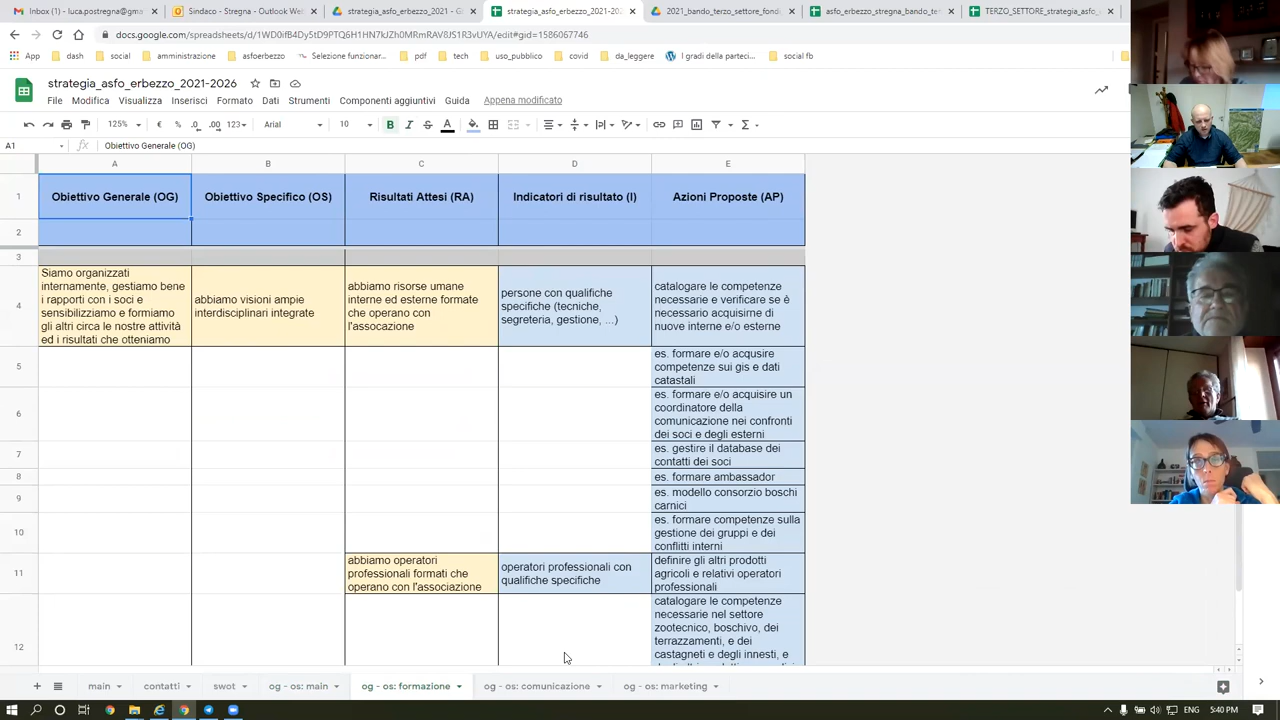 Inbox (1) - luca.postregna@gma
Sindaco - Stregna - Outlook Web
strategia_asfo_erbezzo_2021 - G
strategia_asfo_erbezzo_2021-202
2021_bando_terzo_settore_fond
asfo_erbezzo_stregna_bando_te
TERZO_SETTORE_strategia_asfo_
docs.google.com/spreadsheets/d/1WD0ifB4Dy5tD9PTQ6H1HN7kJZh0MRmRAV8JS1R3vUYA/edit#gid=1586067746
App
dash
social
amministrazione
asfoerbezzo
Selezione funzionar...
pdf
tech
uso_pubblico
covid
da_leggere
I gradi della parteci...
social fb
strategia_asfo_erbezzo_2021-2026
File Modifica Visualizza Inserisci Formato Dati Strumenti Componenti aggiuntivi Guida Appena modificato
125% € % .0 .00 123 Arial 10 B I S A
A1 fx Obiettivo Generale (OG)
A B C D E
1 Obiettivo Generale (OG) Obiettivo Specifico (OS) Risultati Attesi (RA) Indicatori di risultato (I) Azioni Proposte (AP)
2
3
4
Siamo organizzati
internamente, gestiamo bene
i rapporti con i soci e
sensibilizziamo e formiamo
gli altri circa le nostre attività
ed i risultati che otteniamo
abbiamo visioni ampie
interdisciplinari integrate
abbiamo risorse umane
interne ed esterne formate
che operano con
l'assocazione
persone con qualifiche
specifiche (tecniche,
segreteria, gestione, ...)
catalogare le competenze
necessarie e verificare se è
necessario acquisirne di
nuove interne e/o esterne
5
es. formare e/o acqusire
competenze sui gis e dati
catastali
6
es. formare e/o acquisire un
coordinatore della
comunicazione nei confronti
dei soci e degli esterni
7
es. gestire il database dei
contatti dei soci
8
es. formare ambassador
9
es. modello consorzio boschi
carnici
10
es. formare competenze sulla
gestione dei gruppi e dei
conflitti interni
11
abbiamo operatori
professionali formati che
operano con l'associazione
operatori professionali con
qualifiche specifiche
definire gli altri prodotti
agricoli e relativi operatori
professionali
12
catalogare le competenze
necessarie nel settore
zootecnico, boschivo, dei
terrazzamenti, e dei
castagneti e degli innesti, e
main
contatti
swot
og - os: main
og - os: formazione
og - os: comunicazione
og - os: marketing
5:40 PM